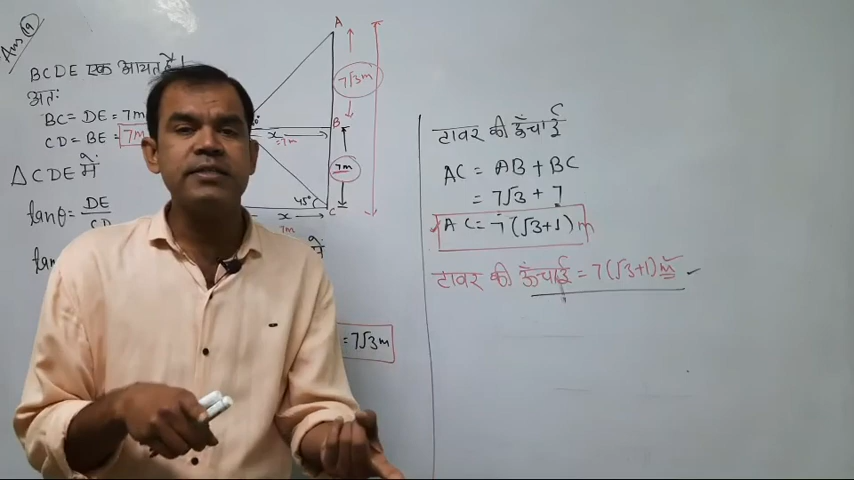 Ans (19)
BCDE एक आयत है।
अतः
BC = DE = 7m
CD = BE = 7m
△CDE में
tanθ = DE/CD
tan
A
7√3m
B
x
=7m
7m
45°
C
x
7m
में
= 7√3m
टावर की ऊँचाई
AC = AB + BC
= 7√3 + 7
AC = 7(√3+1)m
टावर की ऊँचाई = 7(√3+1)m